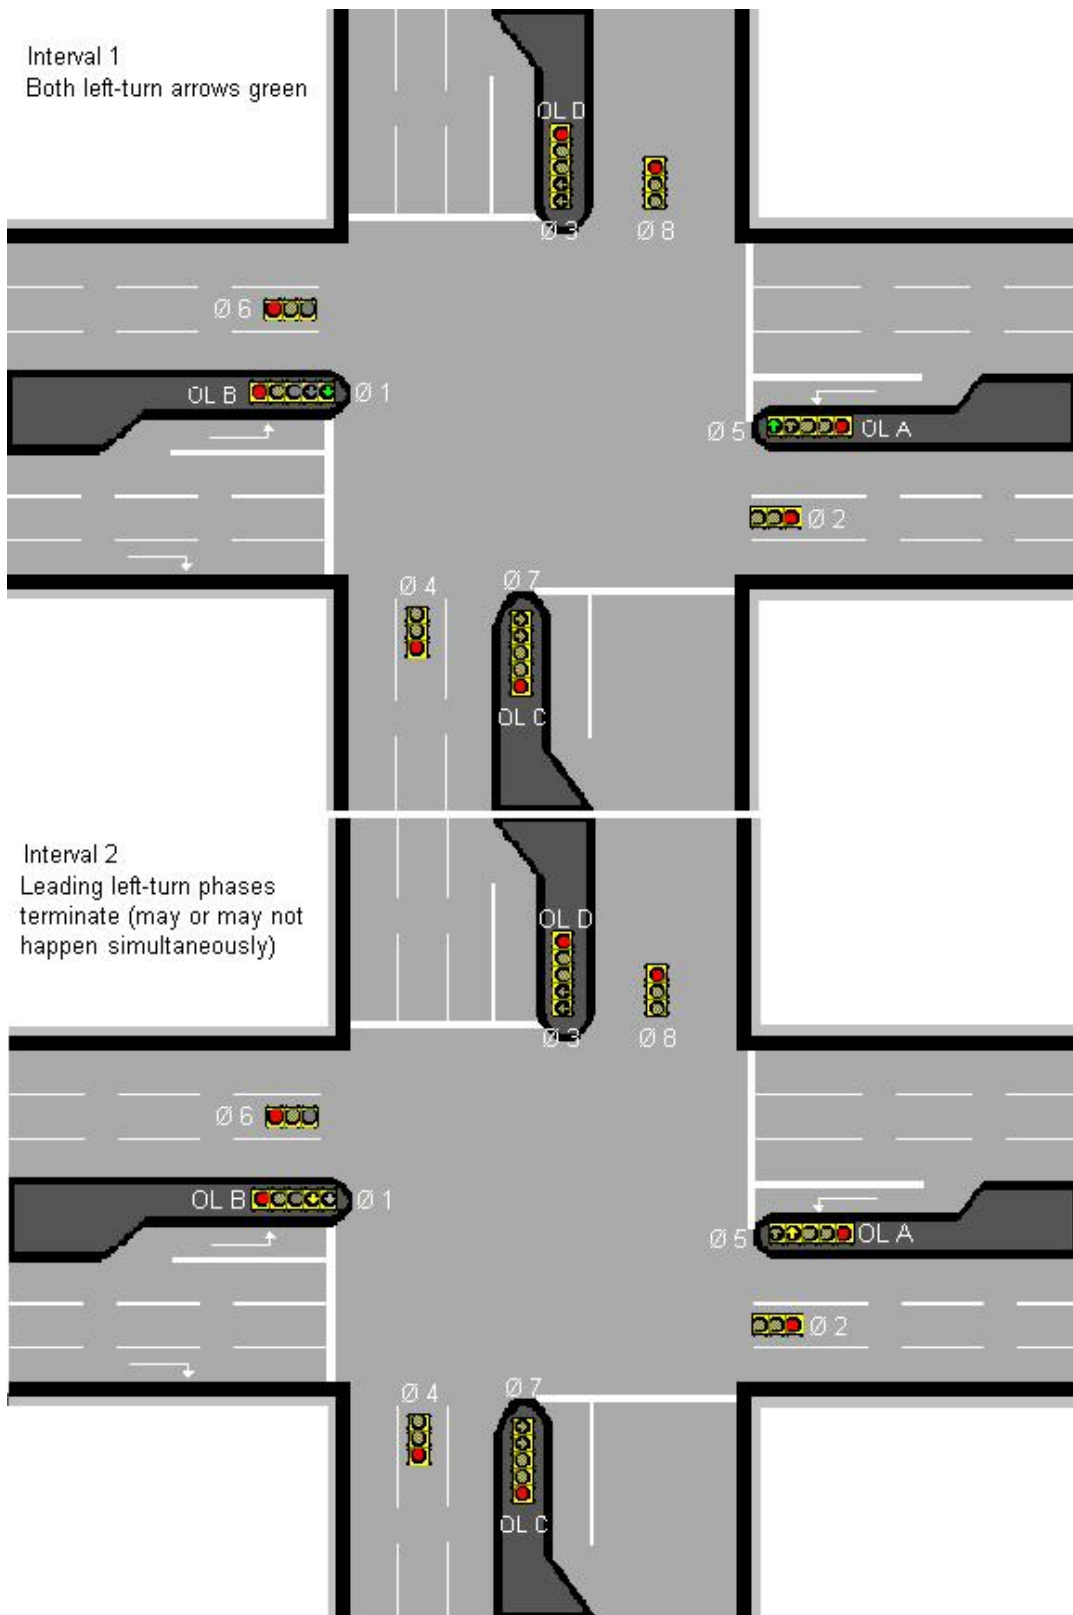 Interval 1
Both left-turn arrows green
OL D
Ø 3
Ø 8
Ø 6
OL B
Ø 1
Ø 5
OL A
Ø 2
Ø 4
Ø 7
OL C
Interval 2
Leading left-turn phases
terminate (may or may not
happen simultaneously)
OL D
Ø 3
Ø 8
Ø 6
OL B
Ø 1
Ø 5
OL A
Ø 2
Ø 4
Ø 7
OL C